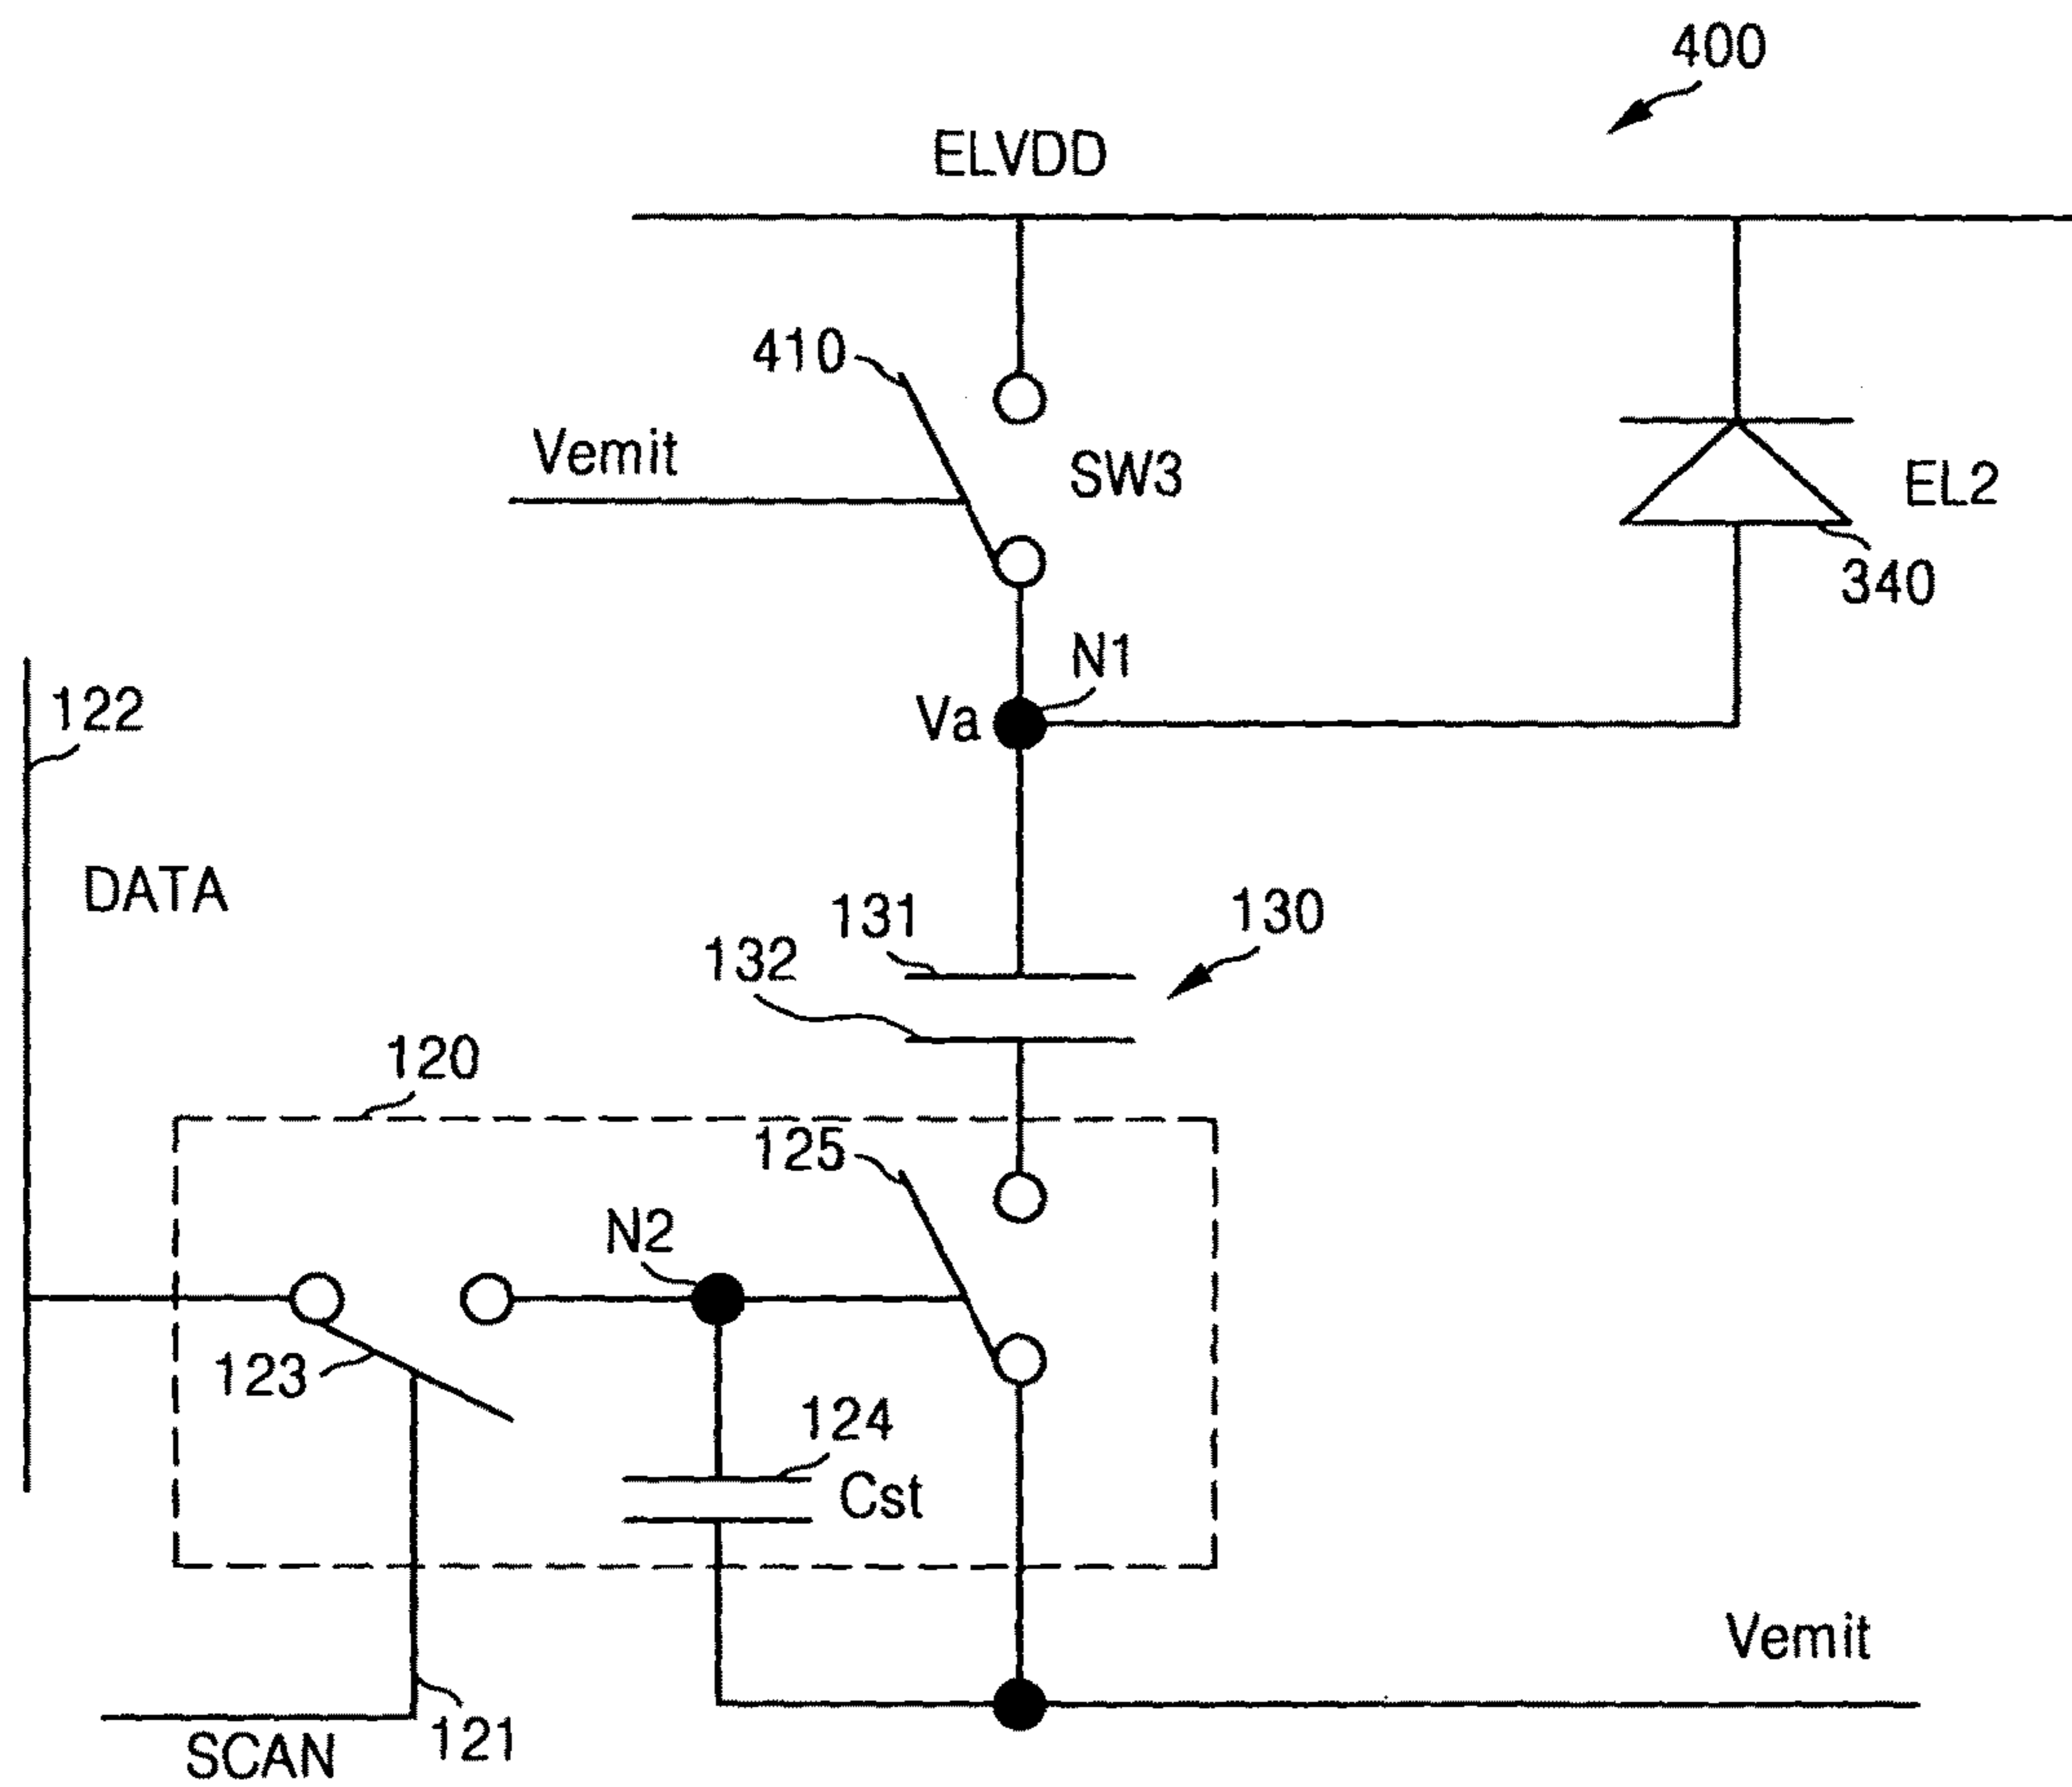 400
ELVDD
410
Vemit
SW3
EL2
340
N1
Va
122
DATA
131
130
132
120
125
N2
123
124
Cst
Vemit
121
SCAN